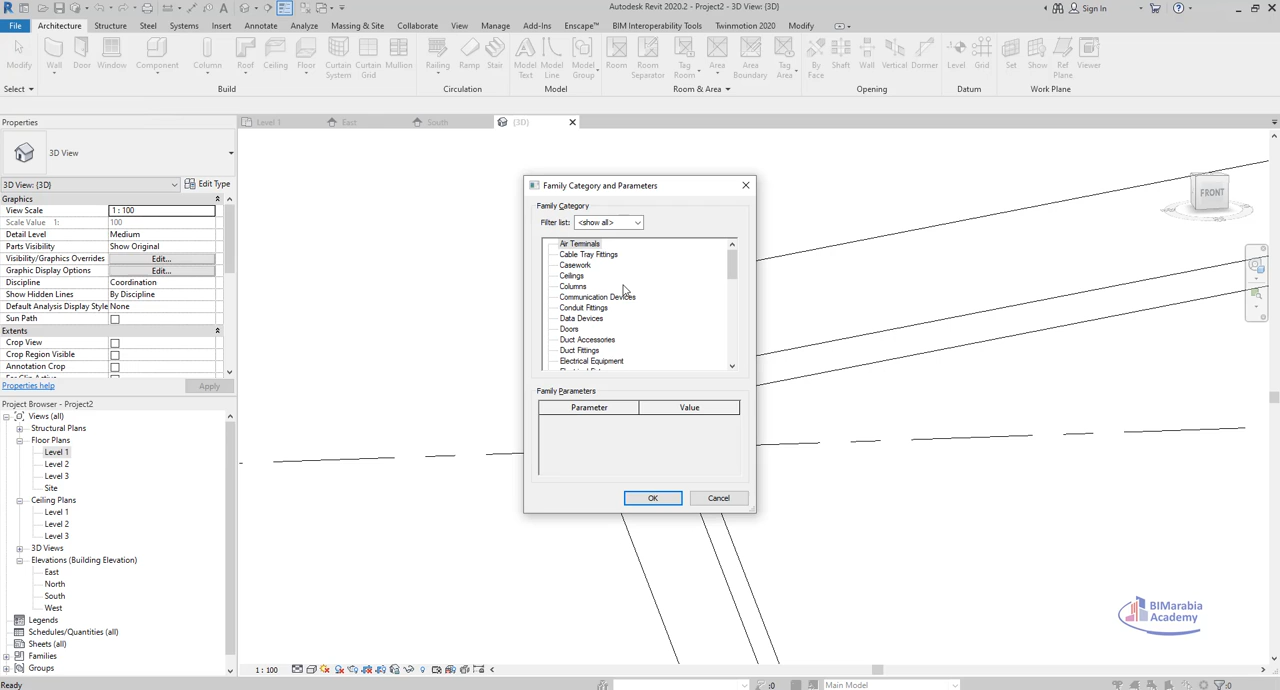 Autodesk Revit 2020.2 - Project2 - 3D View: {3D}
Sign In
File Architecture Structure Steel Systems Insert Annotate Analyze Massing & Site Collaborate View Manage Add-Ins Enscape™ BIM Interoperability Tools Twinmotion 2020 Modify
Modify Wall Door Window Component Column Roof Ceiling Floor Curtain System Curtain Grid Mullion Railing Ramp Stair Model Text Model Line Model Group Room Room Separator Tag Room Area Area Boundary Tag Area By Face Shaft Wall Vertical Dormer Level Grid Set Show Ref Plane Viewer
Select Build Circulation Model Room & Area Opening Datum Work Plane
Properties
Level 1 East South {3D}
3D View
3D View: {3D} Edit Type
Graphics
View Scale 1 : 100
Scale Value 1: 100
Detail Level Medium
Parts Visibility Show Original
Visibility/Graphics Overrides Edit...
Graphic Display Options Edit...
Discipline Coordination
Show Hidden Lines By Discipline
Default Analysis Display Style None
Sun Path
Extents
Crop View
Crop Region Visible
Annotation Crop
Properties help Apply
Project Browser - Project2
Views (all)
Structural Plans
Floor Plans
Level 1
Level 2
Level 3
Site
Ceiling Plans
Level 1
Level 2
Level 3
3D Views
Elevations (Building Elevation)
East
North
South
West
Legends
Schedules/Quantities (all)
Sheets (all)
Families
Groups
Family Category and Parameters
Family Category
Filter list: <show all>
Air Terminals
Cable Tray Fittings
Casework
Ceilings
Columns
Communication Devices
Conduit Fittings
Data Devices
Doors
Duct Accessories
Duct Fittings
Electrical Equipment
Family Parameters
Parameter Value
OK Cancel
FRONT
BIMarabia
Academy
1 : 100
Ready
:0 Main Model :0